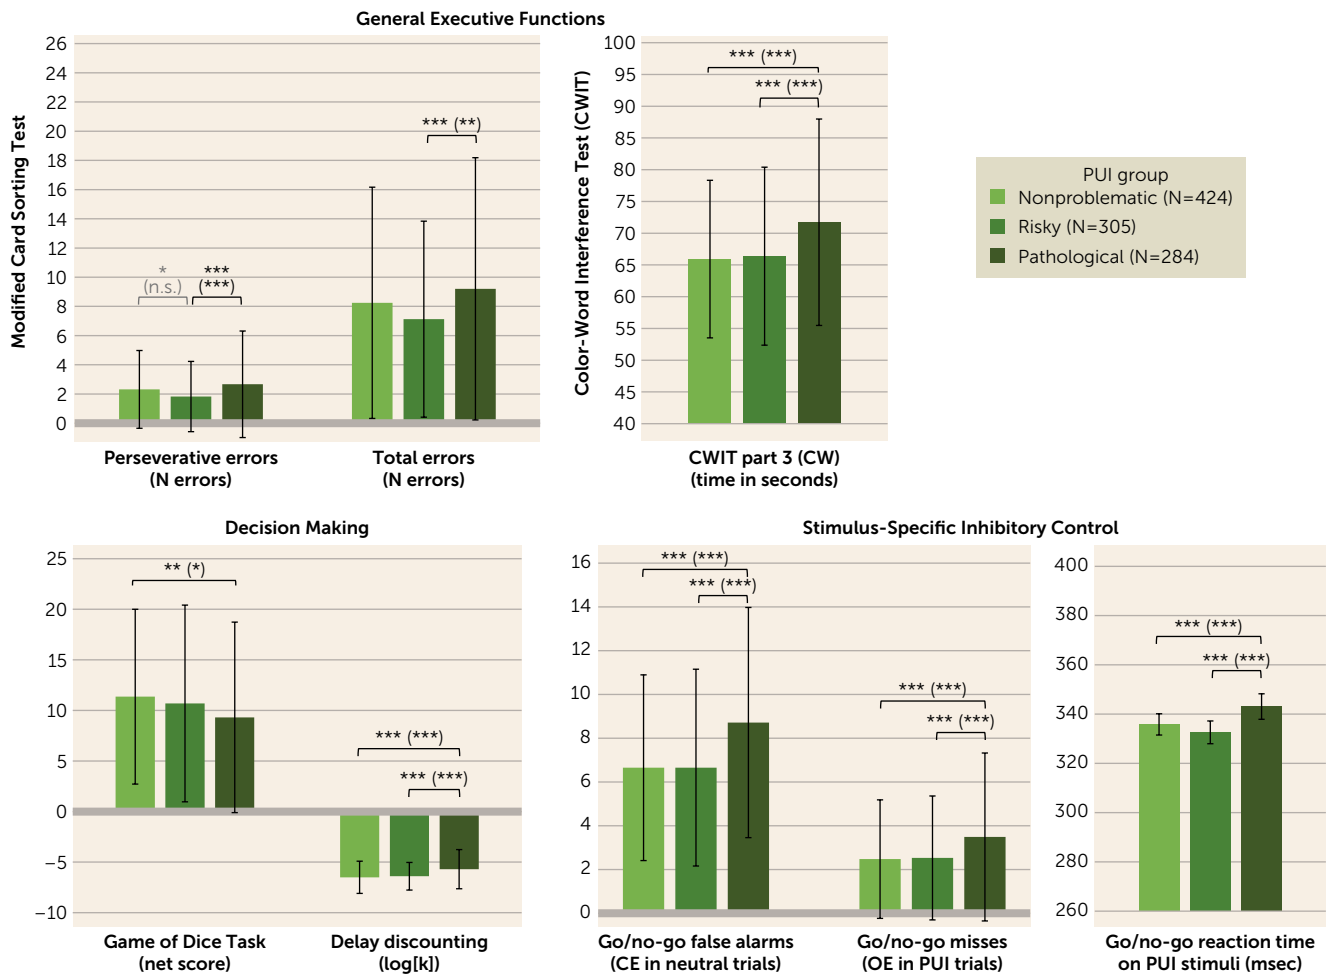 General Executive Functions
Modified Card Sorting Test
26
24
22
20
18
16
14
12
10
8
6
4
2
0
*
(n.s.)
***
(***)
*** (**)
Perseverative errors
(N errors)
Total errors
(N errors)
Color-Word Interference Test (CWIT)
100
95
90
85
80
75
70
65
60
55
50
45
40
*** (***)
*** (***)
CWIT part 3 (CW)
(time in seconds)
PUI group
Nonproblematic (N=424)
Risky (N=305)
Pathological (N=284)
Decision Making
25
20
15
10
5
0
−5
−10
** (*)
*** (***)
*** (***)
Game of Dice Task
(net score)
Delay discounting
(log[k])
Stimulus-Specific Inhibitory Control
16
14
12
10
8
6
4
2
0
*** (***)
*** (***)
*** (***)
*** (***)
Go/no-go false alarms
(CE in neutral trials)
Go/no-go misses
(OE in PUI trials)
400
380
360
340
320
300
280
260
*** (***)
*** (***)
Go/no-go reaction time
on PUI stimuli (msec)